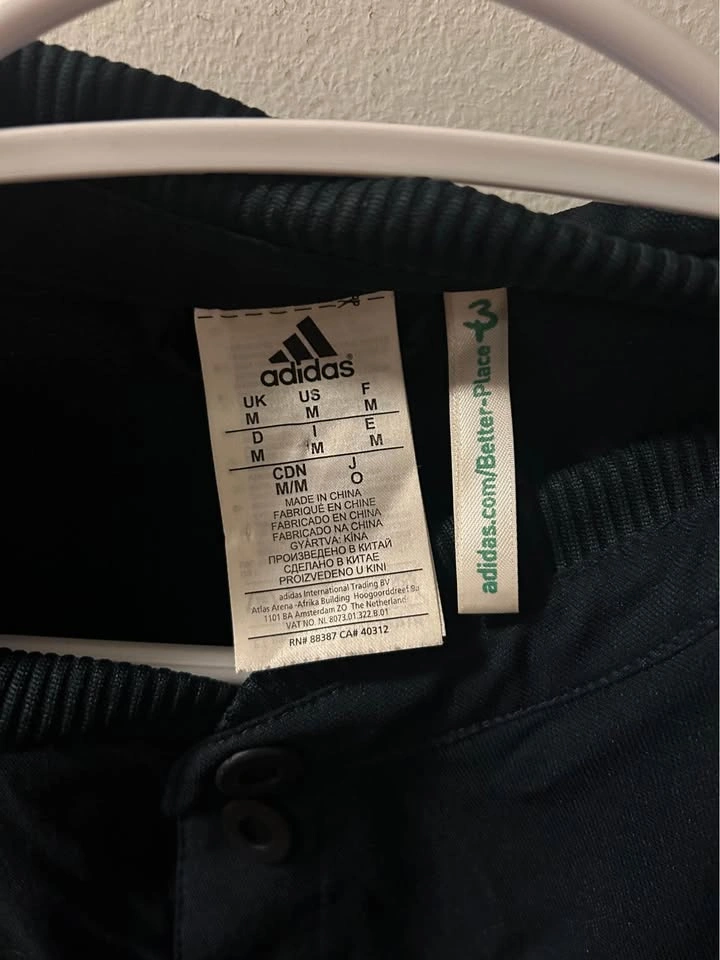 adidas
UK US F
M M M
D I E
M M M
CDN J
M/M O
MADE IN CHINA
FABRIQUÉ EN CHINE
FABRICADO EN CHINA
FABRICADO NA CHINA
GYÁRTVA: KÍNA
ПРОИЗВЕДЕНО В КИТАЙ
СДЕЛАНО В КИТАЕ
PROIZVEDENO U KINI
adidas International Trading BV
Atlas Arena -Afrika Building Hoogoorddreef 9a
1101 BA Amsterdam ZO The Netherland
VAT NO. NL 8073.01.322.B.01
RN# 88387 CA# 40312
adidas.com/Better-Place